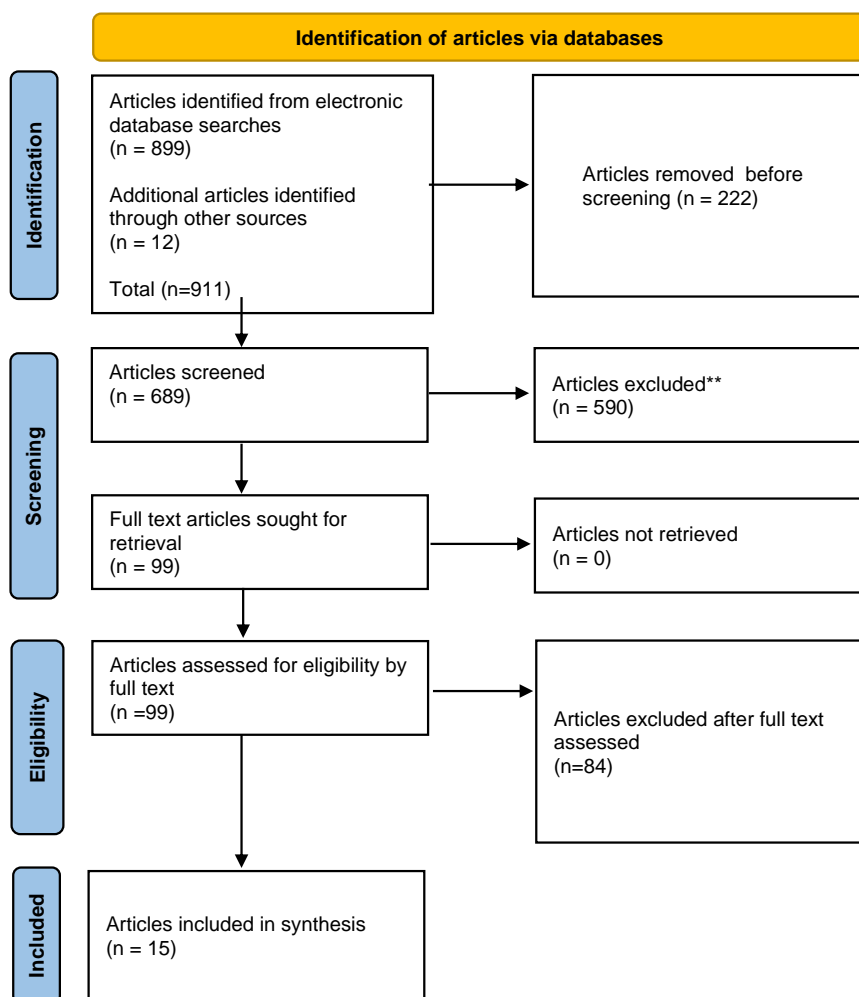 Identification of articles via databases
Identification
Articles identified from electronic
database searches
(n = 899)
Additional articles identified
through other sources
(n = 12)
Total (n=911)
Articles removed  before
screening (n = 222)
Screening
Articles screened
(n = 689)
Articles excluded**
(n = 590)
Full text articles sought for
retrieval
(n = 99)
Articles not retrieved
(n = 0)
Eligibility
Articles assessed for eligibility by
full text
(n =99)
Articles excluded after full text
assessed
(n=84)
Included
Articles included in synthesis
(n = 15)